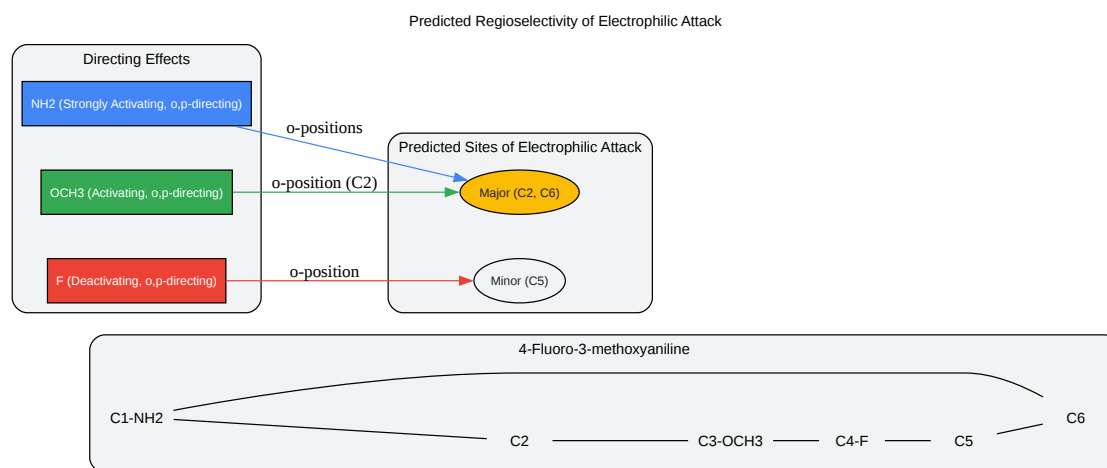 Predicted Regioselectivity of Electrophilic Attack
Directing Effects
NH2 (Strongly Activating, o,p-directing)
o-positions
Predicted Sites of Electrophilic Attack
OCH3 (Activating, o,p-directing)
o-position (C2)
Major (C2, C6)
F (Deactivating, o,p-directing)
o-position
Minor (C5)
4-Fluoro-3-methoxyaniline
C1-NH2
C2
C3-OCH3
C4-F
C5
C6